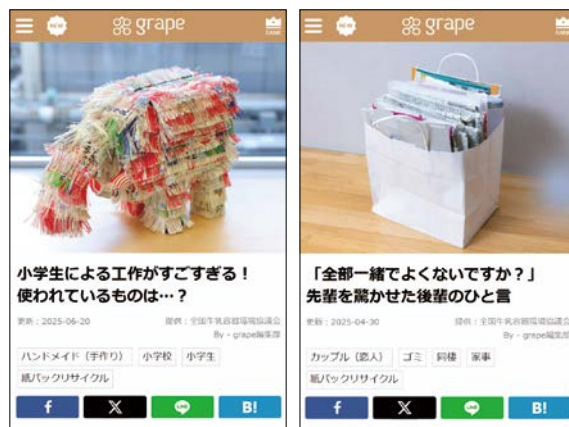 NEW
grape
RANK
小学生による工作がすごすぎる！
使われているものは…？
更新：2025-06-20
提供：全国牛乳容器環境協議会
By - grape編集部
ハンドメイド（手作り）
小学校
小学生
紙パックリサイクル
f
X
LINE
B!
NEW
grape
「全部一緒でよくないですか？」
先輩を驚かせた後輩のひと言
更新：2025-04-30
提供：全国牛乳容器環境協議会
By - grape編集部
カップル（恋人）
ゴミ
同棲
家事
紙パックリサイクル
f
X
LINE
B!